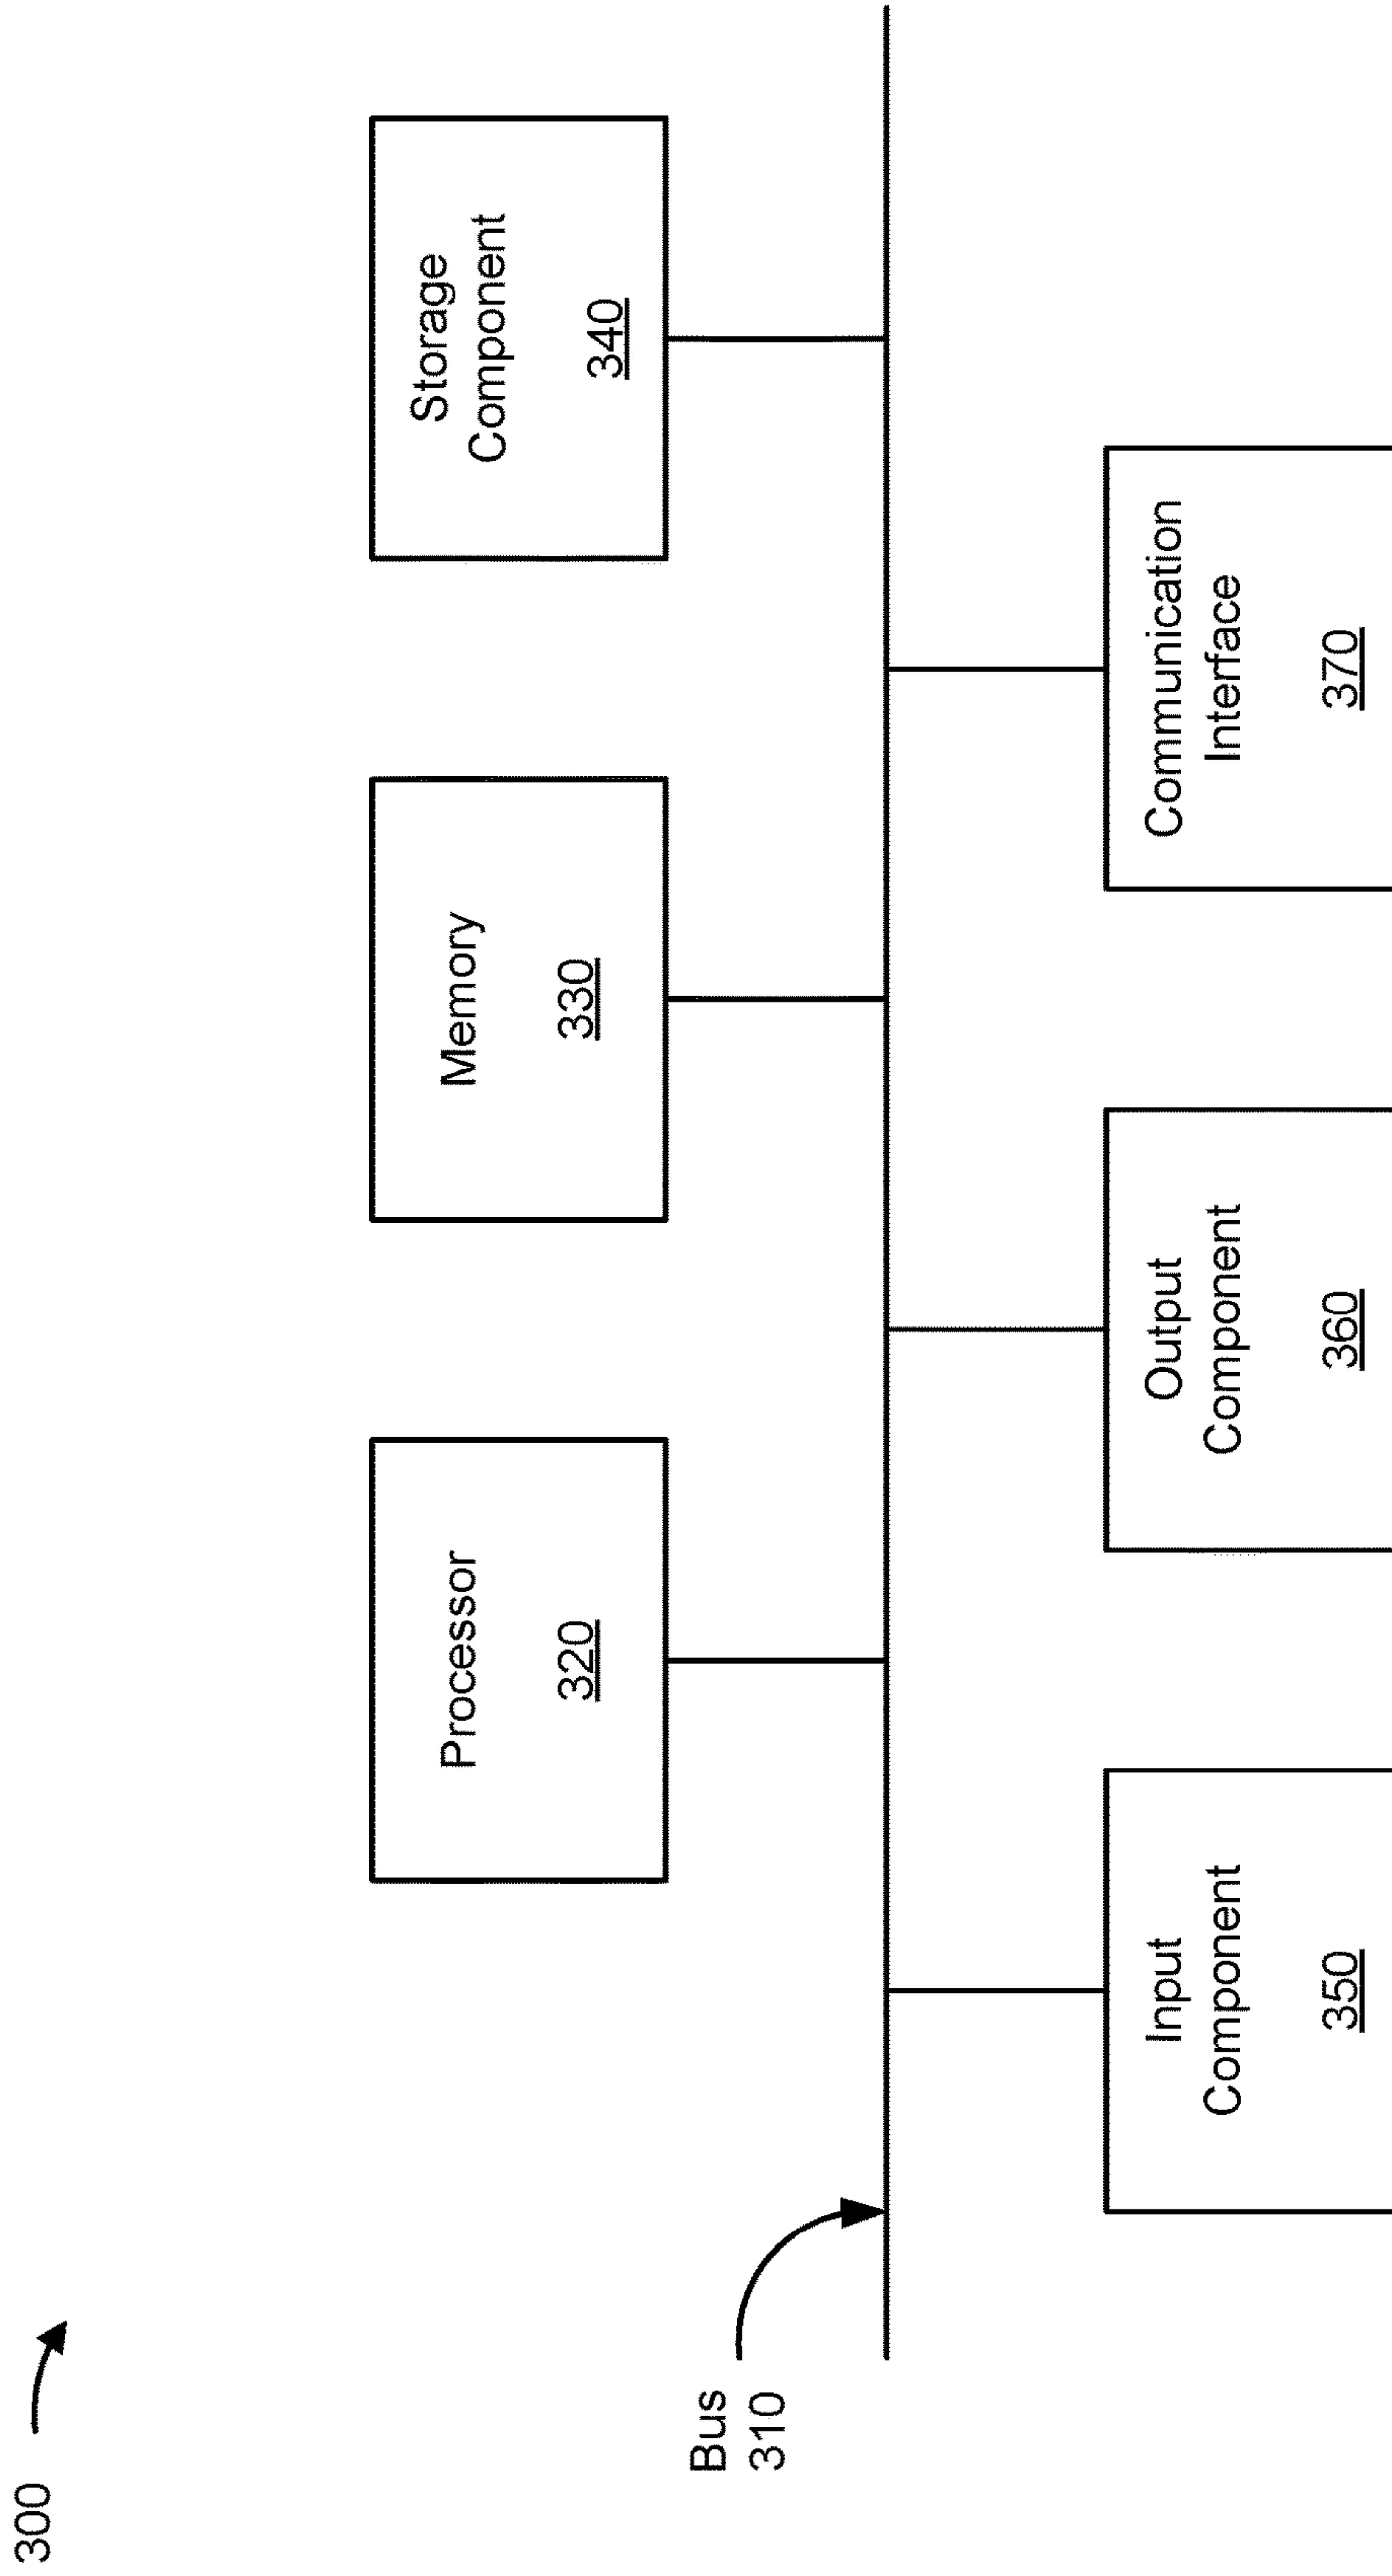 300
Processor
320
Memory
330
Storage
Component
340
Bus
310
Input
Component
350
Output
Component
360
Communication
Interface
370